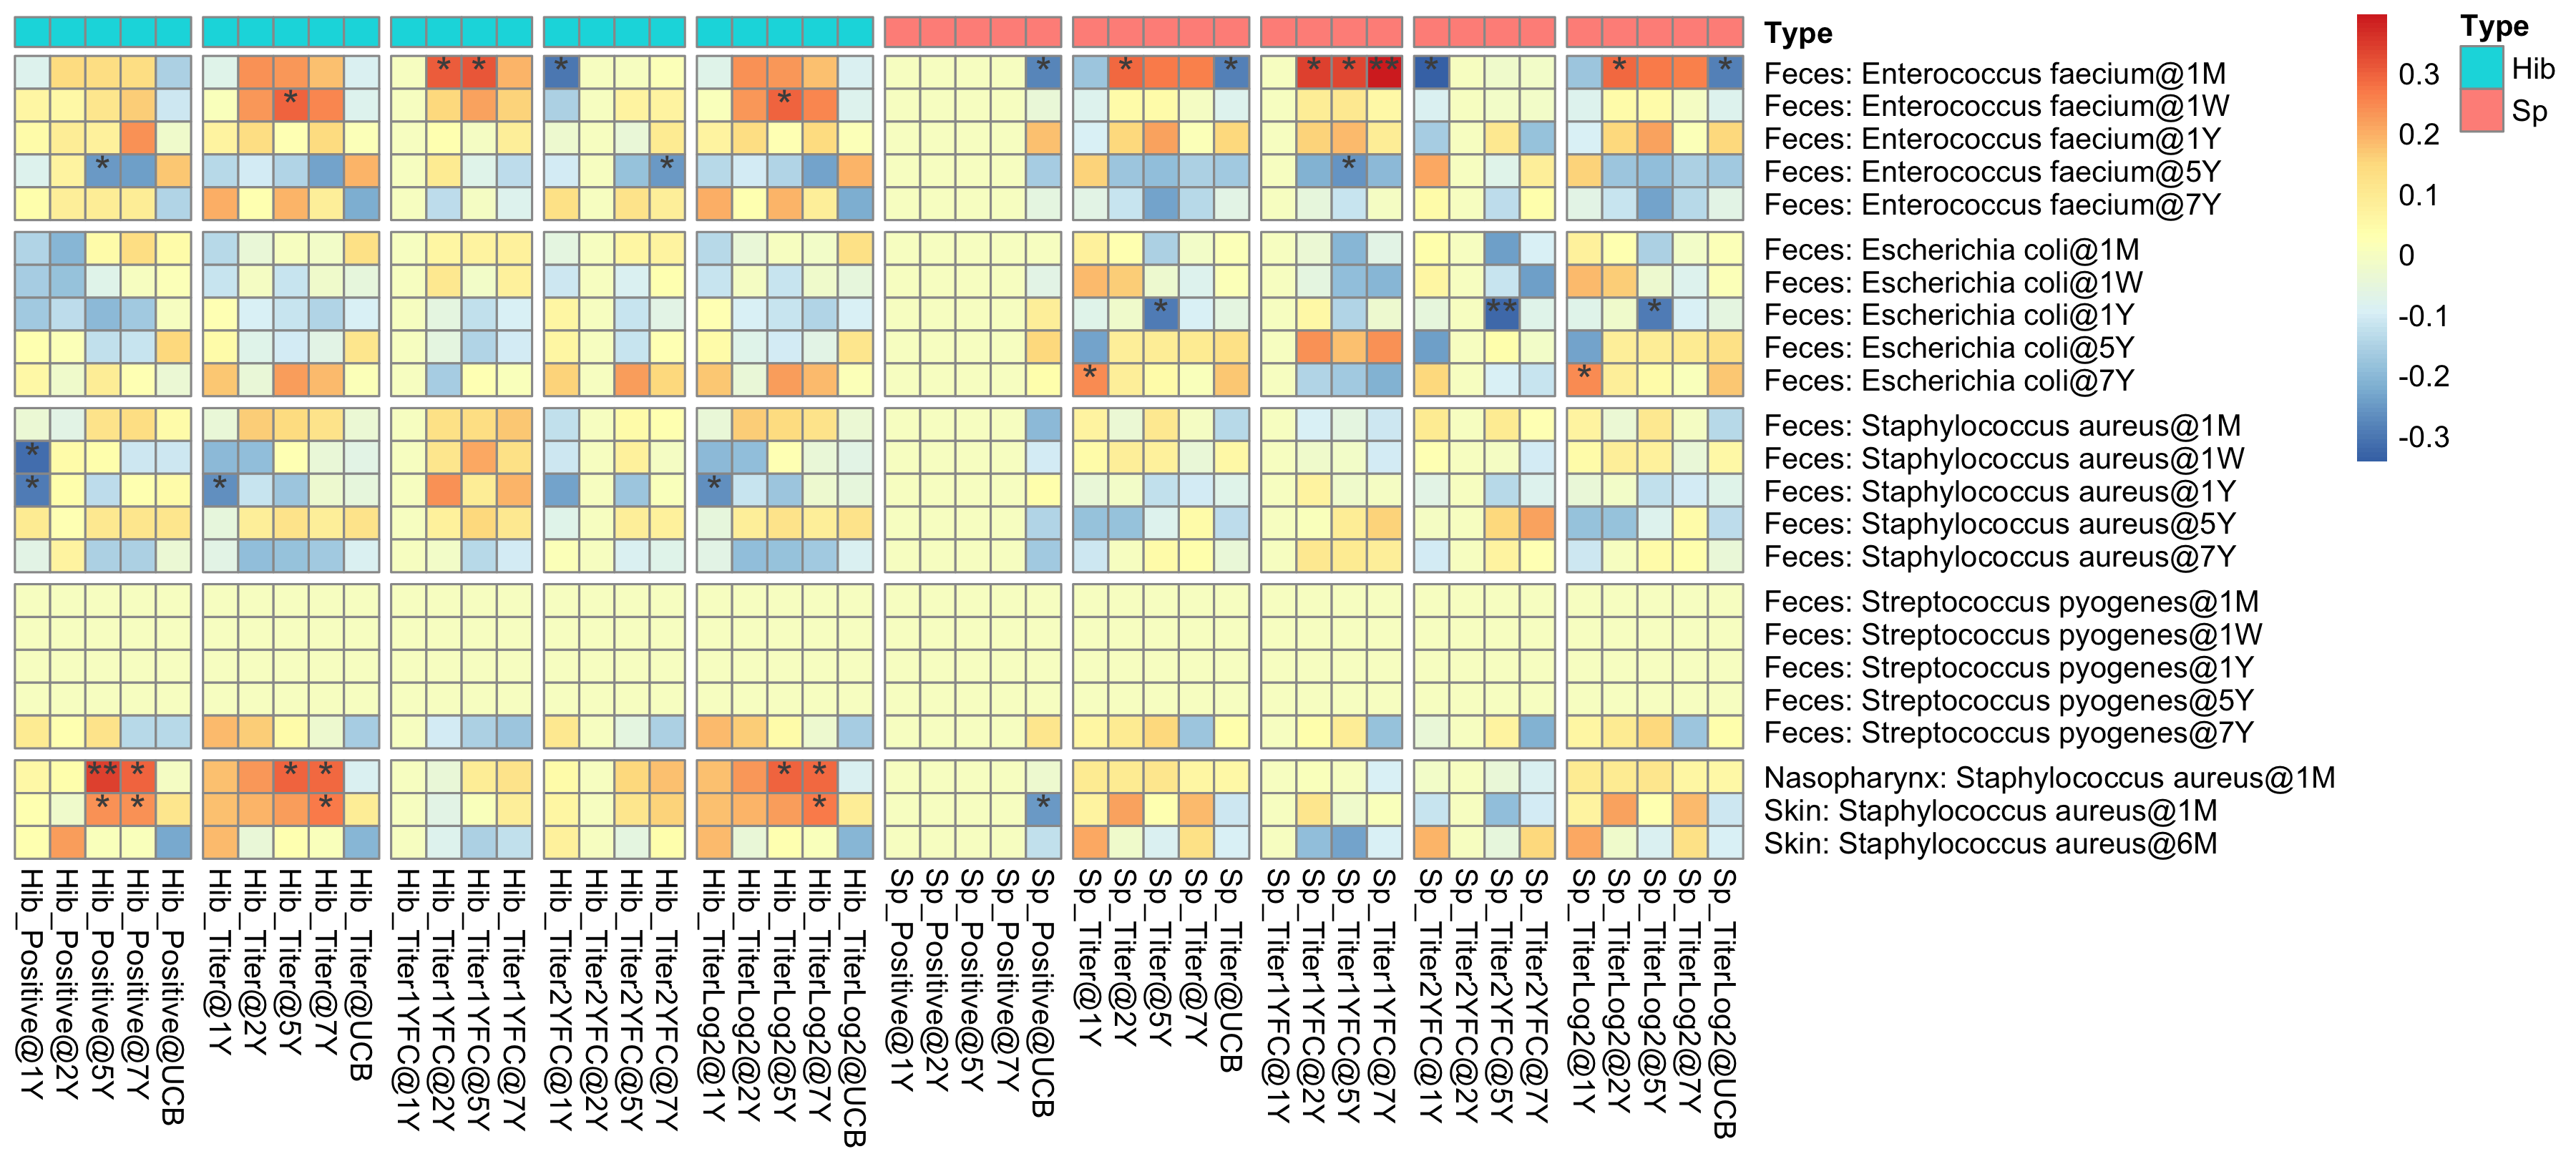 Type
Feces: Enterococcus faecium@1M
Feces: Enterococcus faecium@1W
Feces: Enterococcus faecium@1Y
Feces: Enterococcus faecium@5Y
Feces: Enterococcus faecium@7Y
Feces: Escherichia coli@1M
Feces: Escherichia coli@1W
Feces: Escherichia coli@1Y
Feces: Escherichia coli@5Y
Feces: Escherichia coli@7Y
Feces: Staphylococcus aureus@1M
Feces: Staphylococcus aureus@1W
Feces: Staphylococcus aureus@1Y
Feces: Staphylococcus aureus@5Y
Feces: Staphylococcus aureus@7Y
Feces: Streptococcus pyogenes@1M
Feces: Streptococcus pyogenes@1W
Feces: Streptococcus pyogenes@1Y
Feces: Streptococcus pyogenes@5Y
Feces: Streptococcus pyogenes@7Y
Nasopharynx: Staphylococcus aureus@1M
Skin: Staphylococcus aureus@1M
Skin: Staphylococcus aureus@6M
0.3
0.2
0.1
0
-0.1
-0.2
-0.3
Type
Hib
Sp
Hib_Positive@1Y
Hib_Positive@2Y
Hib_Positive@5Y
Hib_Positive@7Y
Hib_Positive@UCB
Hib_Titer@1Y
Hib_Titer@2Y
Hib_Titer@5Y
Hib_Titer@7Y
Hib_Titer@UCB
Hib_Titer1YFC@1Y
Hib_Titer1YFC@2Y
Hib_Titer1YFC@5Y
Hib_Titer1YFC@7Y
Hib_Titer2YFC@1Y
Hib_Titer2YFC@2Y
Hib_Titer2YFC@5Y
Hib_Titer2YFC@7Y
Hib_TiterLog2@1Y
Hib_TiterLog2@2Y
Hib_TiterLog2@5Y
Hib_TiterLog2@7Y
Hib_TiterLog2@UCB
Sp_Positive@1Y
Sp_Positive@2Y
Sp_Positive@5Y
Sp_Positive@7Y
Sp_Positive@UCB
Sp_Titer@1Y
Sp_Titer@2Y
Sp_Titer@5Y
Sp_Titer@7Y
Sp_Titer@UCB
Sp_Titer1YFC@1Y
Sp_Titer1YFC@2Y
Sp_Titer1YFC@5Y
Sp_Titer1YFC@7Y
Sp_Titer2YFC@1Y
Sp_Titer2YFC@2Y
Sp_Titer2YFC@5Y
Sp_Titer2YFC@7Y
Sp_TiterLog2@1Y
Sp_TiterLog2@2Y
Sp_TiterLog2@5Y
Sp_TiterLog2@7Y
Sp_TiterLog2@UCB